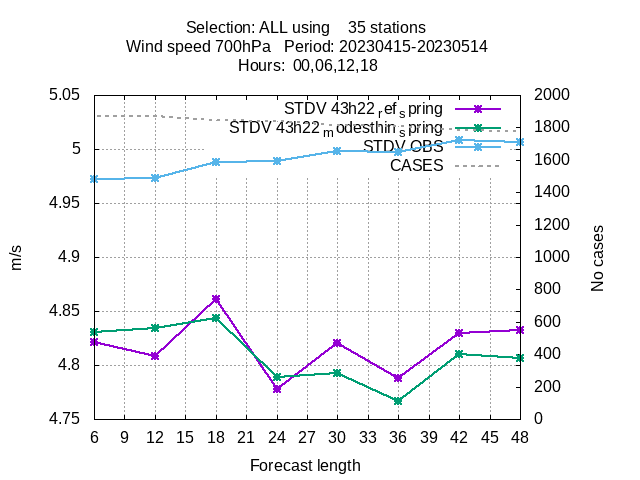 Selection: ALL using 35 stations
Wind speed 700hPa Period: 20230415-20230514
Hours: 00,06,12,18
5.05
5
4.95
4.9
4.85
4.8
4.75
m/s
STDV 43h22_ref_spring
STDV 43h22_modesthin_spring
STDV OBS
CASES
2000
1800
1600
1400
1200
1000
800
600
400
200
0
No cases
6 9 12 15 18 21 24 27 30 33 36 39 42 45 48
Forecast length